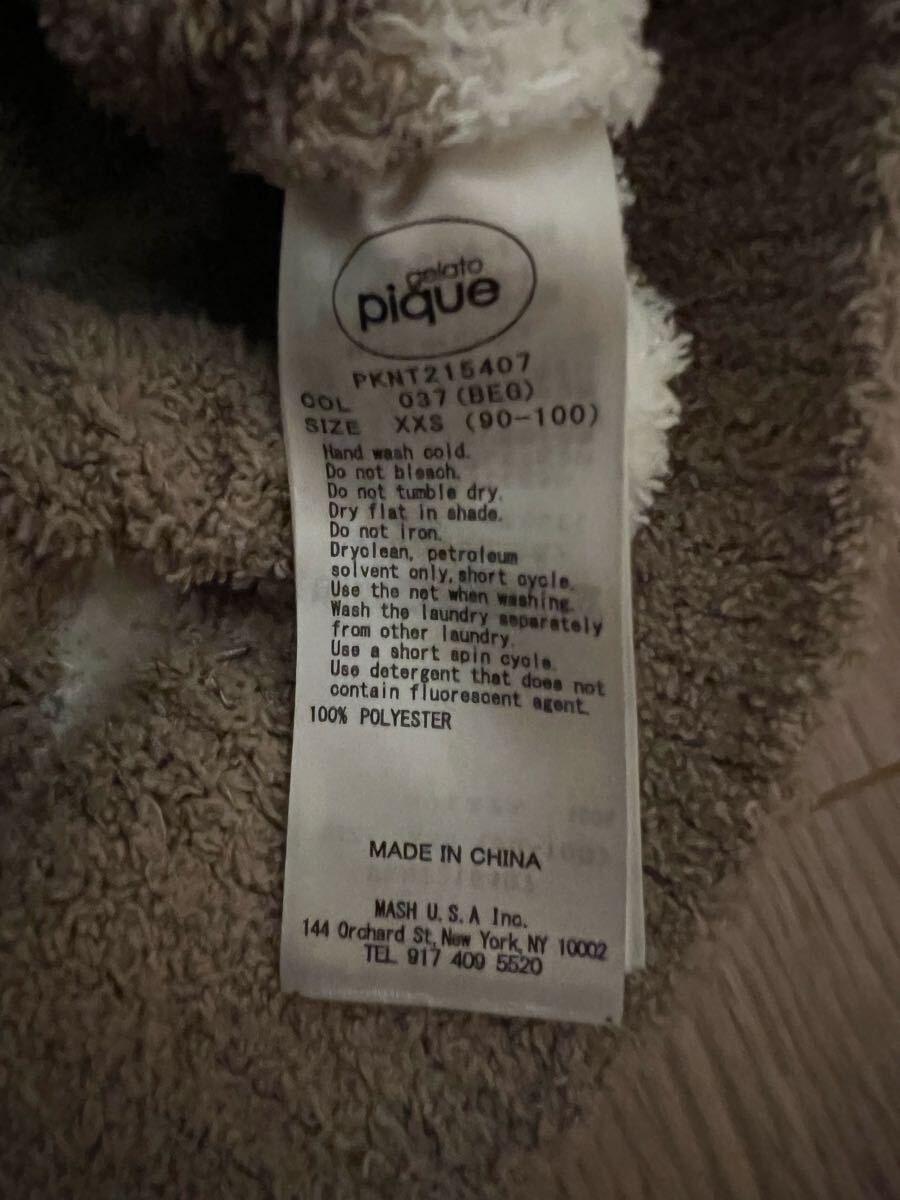 gelato
pique
PKNT215407
COL 037(BEG)
SIZE XXS (90-100)
Hand wash cold.
Do not bleach.
Do not tumble dry.
Dry flat in shade.
Do not iron.
Dryclean, petroleum
solvent only, short cycle.
Use the net when washing.
Wash the laundry separately
from other laundry.
Use a short spin cycle.
Use detergent that does not
contain fluorescent agent.
100% POLYESTER
MADE IN CHINA
MASH U.S.A Inc.
144 Orchard St, New York, NY 10002
TEL 917 409 5520